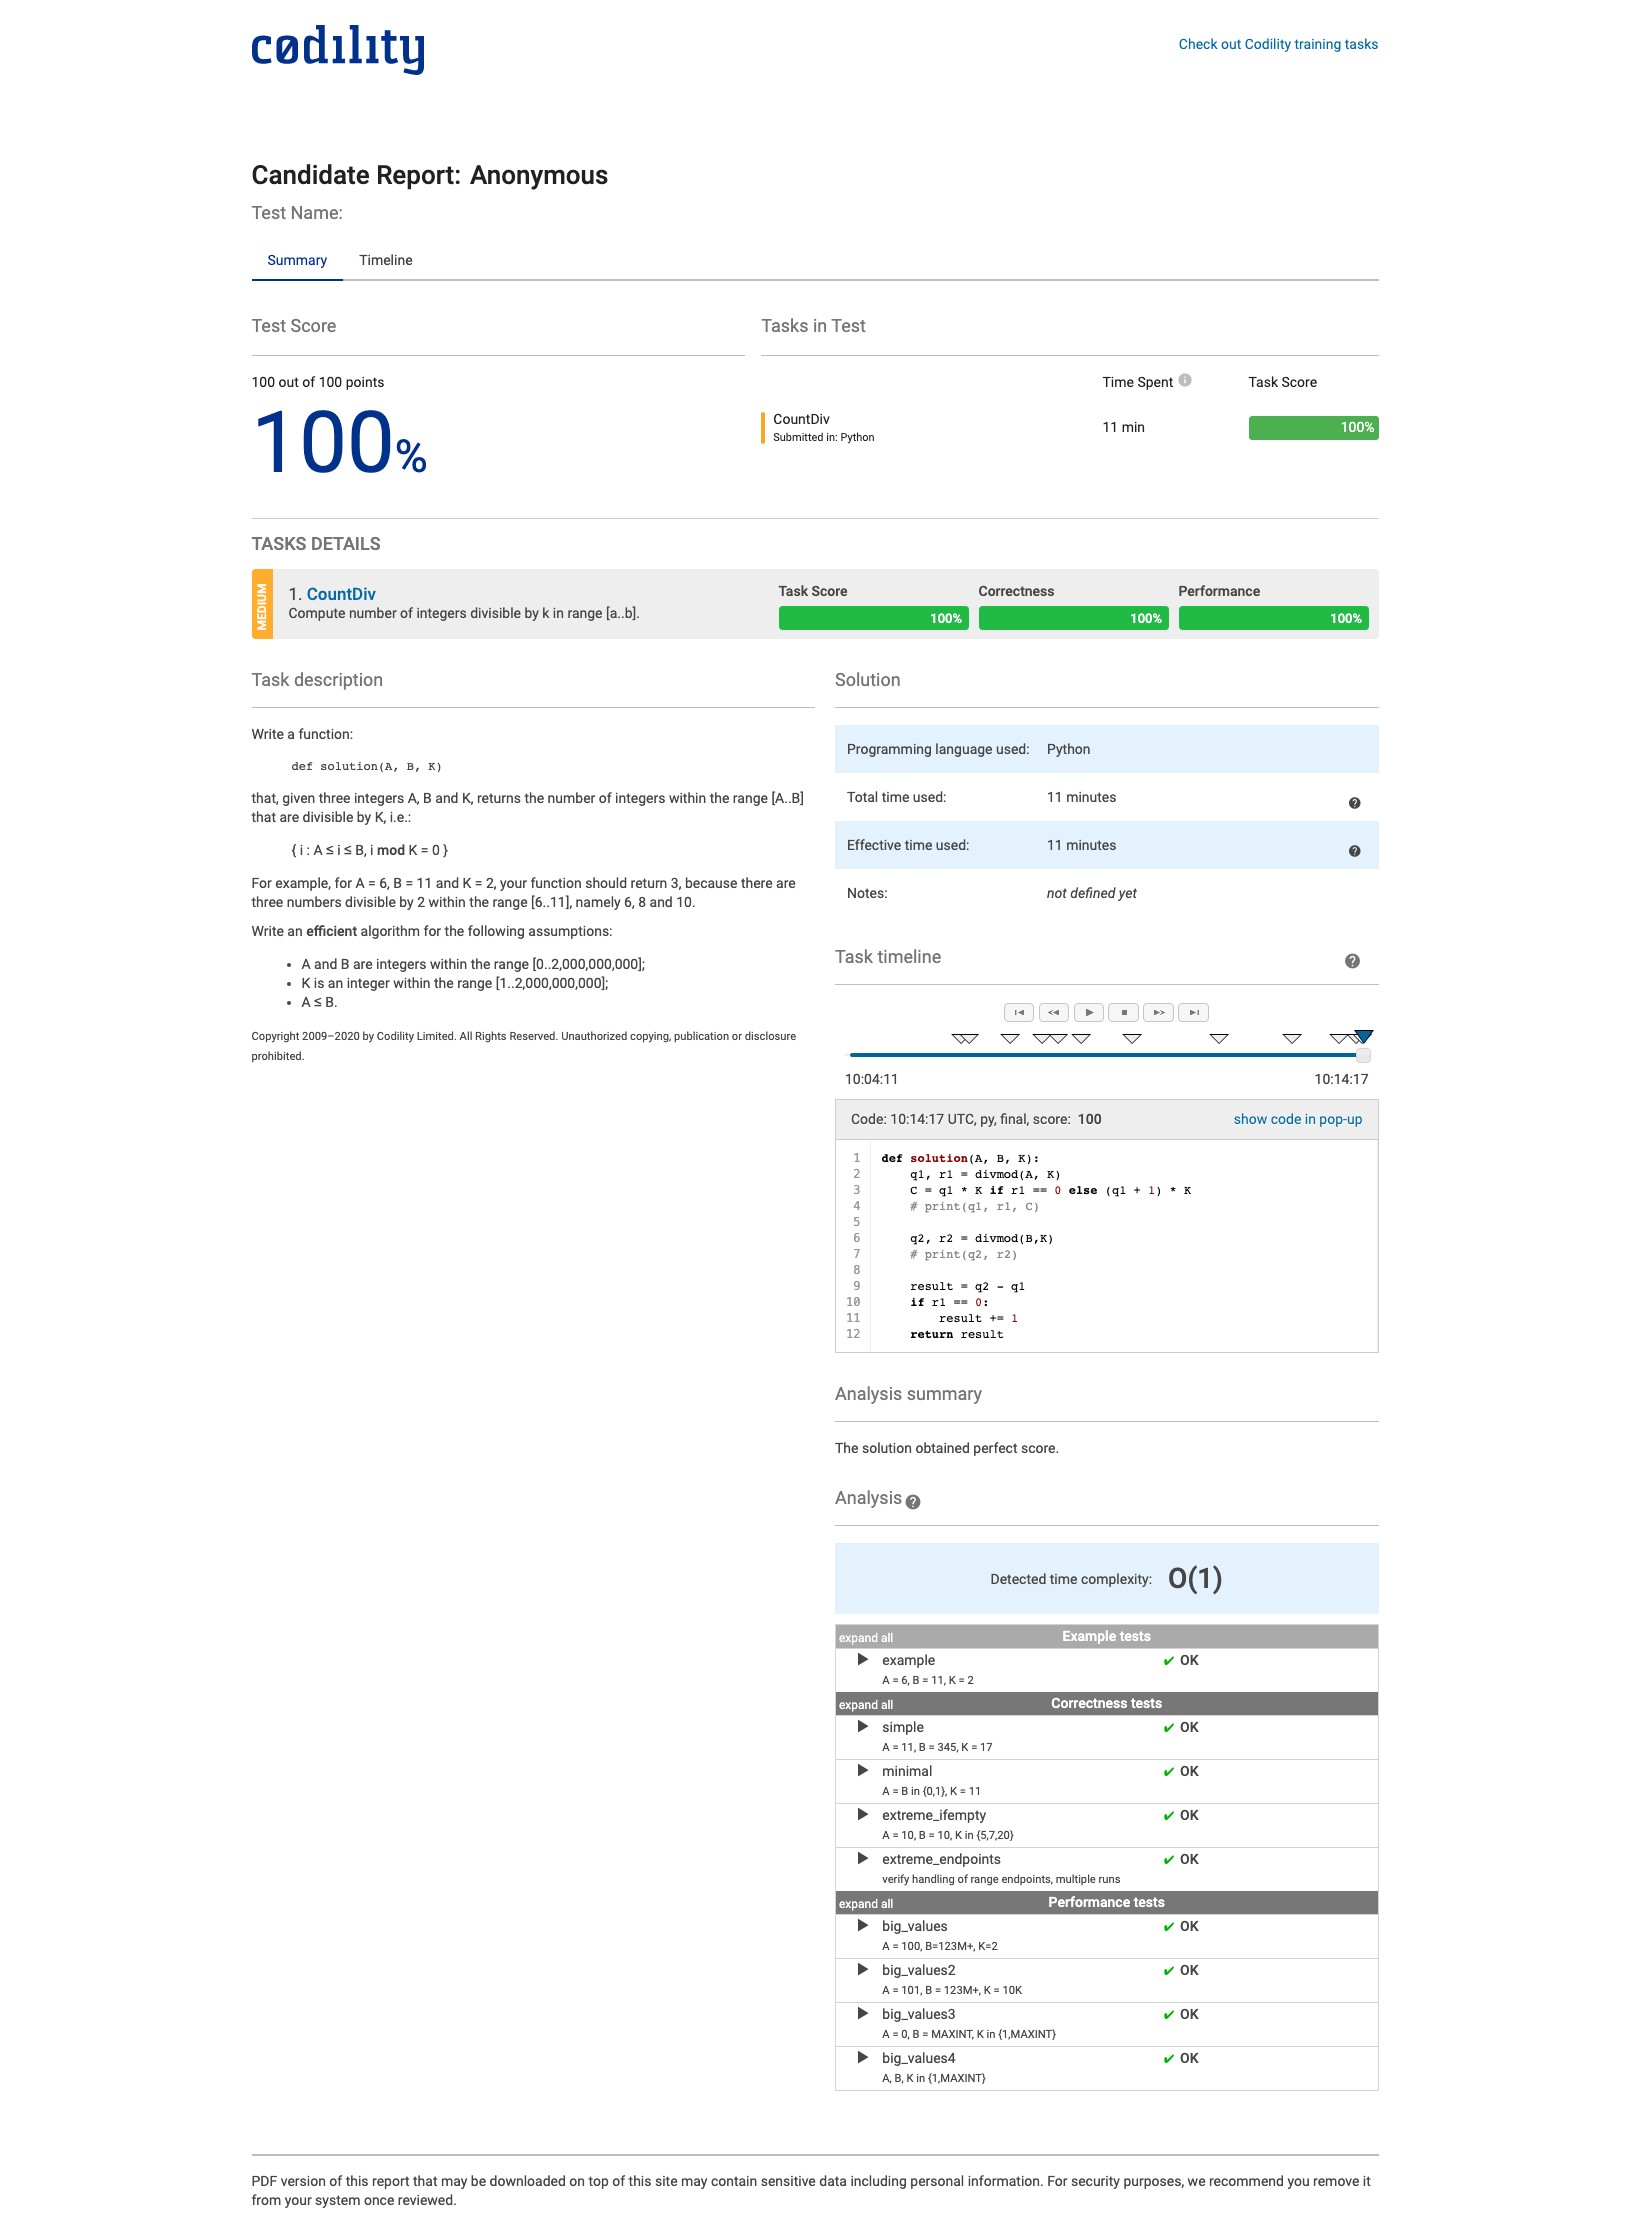 cødility
Check out Codility training tasks
Candidate Report: Anonymous
Test Name:
Summary Timeline
Test Score
Tasks in Test
100 out of 100 points
100%
Time Spent Task Score
CountDiv
Submitted in: Python
11 min
100%
TASKS DETAILS
MEDIUM
1. CountDiv
Compute number of integers divisible by k in range [a..b].
Task Score
100%
Correctness
100%
Performance
100%
Task description
Write a function:
def solution(A, B, K)
that, given three integers A, B and K, returns the number of integers within the range [A..B]
that are divisible by K, i.e.:
{ i : A ≤ i ≤ B, i mod K = 0 }
For example, for A = 6, B = 11 and K = 2, your function should return 3, because there are
three numbers divisible by 2 within the range [6..11], namely 6, 8 and 10.
Write an efficient algorithm for the following assumptions:
• A and B are integers within the range [0..2,000,000,000];
• K is an integer within the range [1..2,000,000,000];
• A ≤ B.
Copyright 2009–2020 by Codility Limited. All Rights Reserved. Unauthorized copying, publication or disclosure
prohibited.
Solution
Programming language used: Python
Total time used: 11 minutes
Effective time used: 11 minutes
Notes: not defined yet
Task timeline
10:04:11
10:14:17
Code: 10:14:17 UTC, py, final, score: 100
show code in pop-up
1 def solution(A, B, K):
2     q1, r1 = divmod(A, K)
3     C = q1 * K if r1 == 0 else (q1 + 1) * K
4     # print(q1, r1, C)
5
6     q2, r2 = divmod(B,K)
7     # print(q2, r2)
8
9     result = q2 - q1
10     if r1 == 0:
11         result += 1
12     return result
Analysis summary
The solution obtained perfect score.
Analysis
Detected time complexity: O(1)
expand all Example tests
example ✔ OK
A = 6, B = 11, K = 2
expand all Correctness tests
simple ✔ OK
A = 11, B = 345, K = 17
minimal ✔ OK
A = B in {0,1}, K = 11
extreme_ifempty ✔ OK
A = 10, B = 10, K in {5,7,20}
extreme_endpoints ✔ OK
verify handling of range endpoints, multiple runs
expand all Performance tests
big_values ✔ OK
A = 100, B=123M+, K=2
big_values2 ✔ OK
A = 101, B = 123M+, K = 10K
big_values3 ✔ OK
A = 0, B = MAXINT, K in {1,MAXINT}
big_values4 ✔ OK
A, B, K in {1,MAXINT}
PDF version of this report that may be downloaded on top of this site may contain sensitive data including personal information. For security purposes, we recommend you remove it
from your system once reviewed.